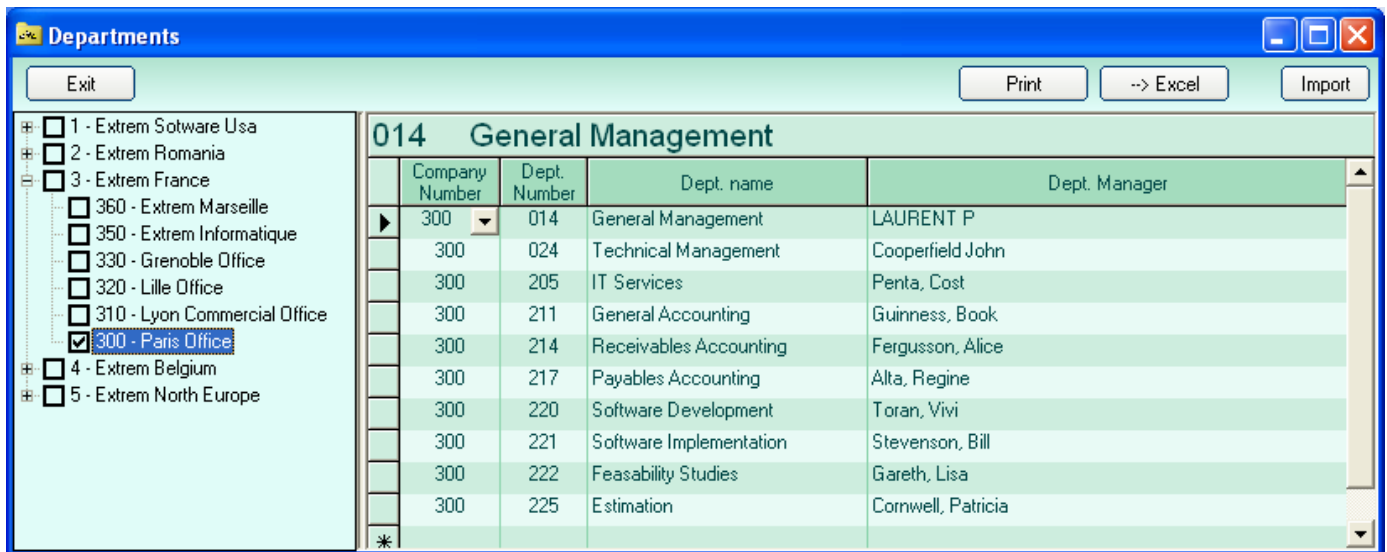 Departments
Exit Print --> Excel Import
1 - Extrem Sotware Usa
2 - Extrem Romania
3 - Extrem France
360 - Extrem Marseille
350 - Extrem Informatique
330 - Grenoble Office
320 - Lille Office
310 - Lyon Commercial Office
300 - Paris Office
4 - Extrem Belgium
5 - Extrem North Europe
014 General Management
Company Number Dept. Number Dept. name Dept. Manager
300 014 General Management LAURENT P
300 024 Technical Management Cooperfield John
300 205 IT Services Penta, Cost
300 211 General Accounting Guinness, Book
300 214 Receivables Accounting Fergusson, Alice
300 217 Payables Accounting Alta, Regine
300 220 Software Development Toran, Vivi
300 221 Software Implementation Stevenson, Bill
300 222 Feasability Studies Gareth, Lisa
300 225 Estimation Cornwell, Patricia